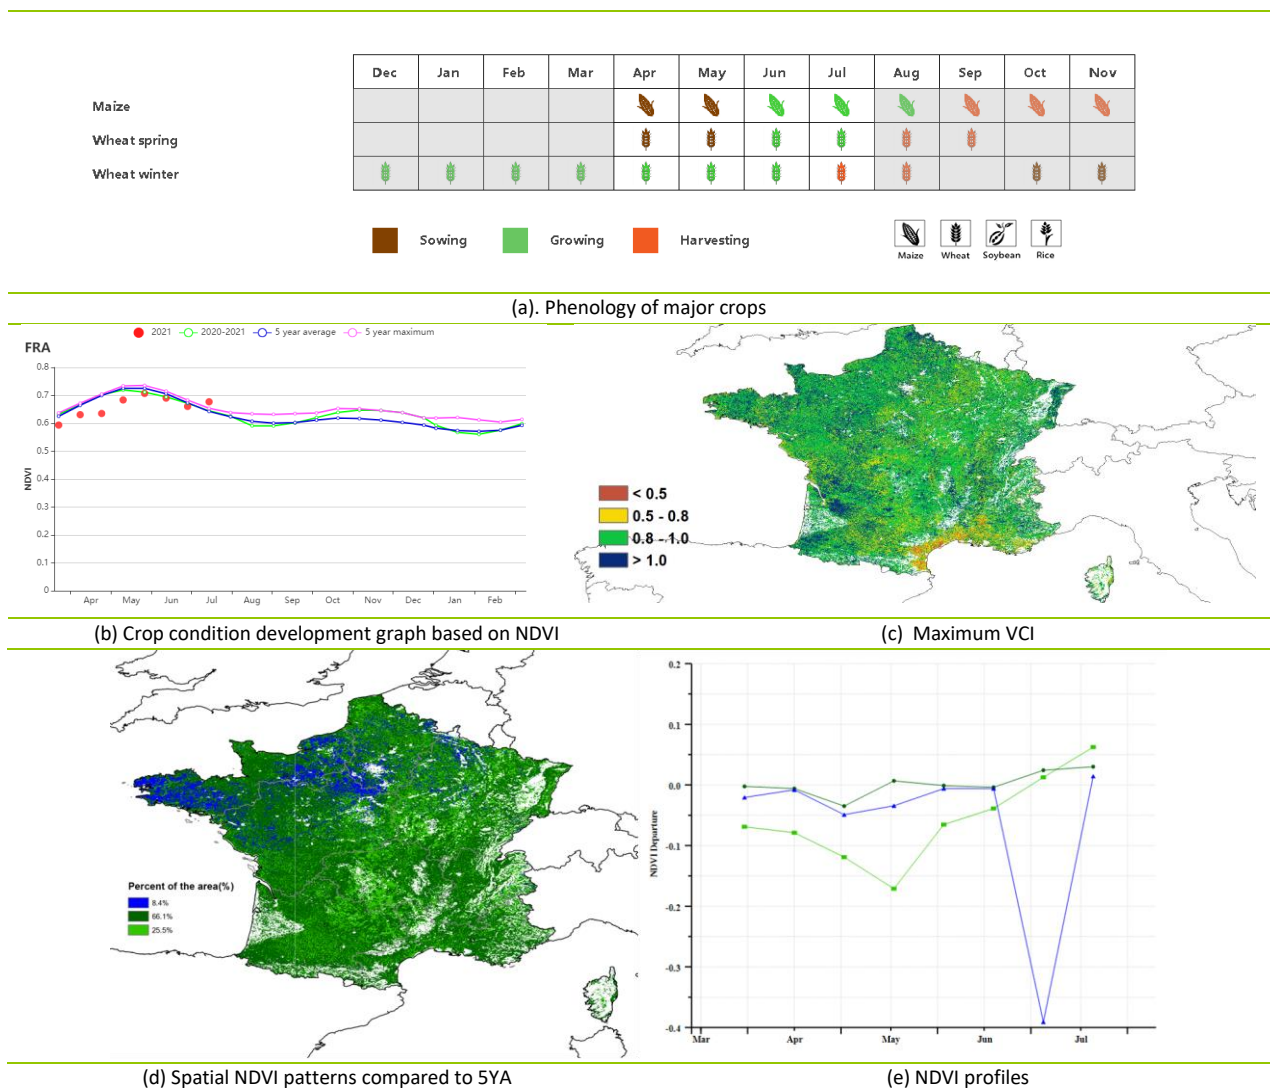 Dec Jan Feb Mar Apr May Jun Jul Aug Sep Oct Nov
Maize
Wheat spring
Wheat winter
Sowing Growing Harvesting
Maize Wheat Soybean Rice
(a). Phenology of major crops
2021 2020-2021 5 year average 5 year maximum
FRA
0.8
0.7
0.6
0.5
0.4
0.3
0.2
0.1
0
NDVI
Apr May Jun Jul Aug Sep Oct Nov Dec Jan Feb
< 0.5
0.5 - 0.8
0.8 - 1.0
> 1.0
(b) Crop condition development graph based on NDVI
(c) Maximum VCI
Percent of the area(%)
8.4%
66.1%
25.5%
0.2
0.1
0.0
-0.1
-0.2
-0.3
-0.4
NDVI Departure
Mar Apr May Jun Jul
(d) Spatial NDVI patterns compared to 5YA
(e) NDVI profiles